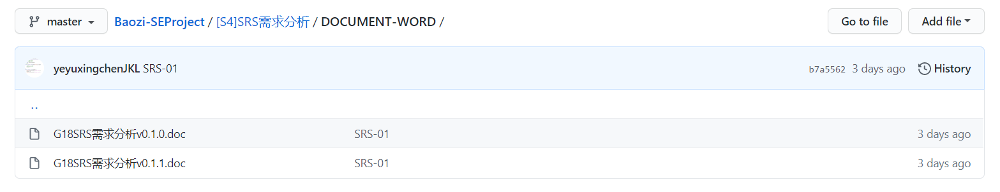 master Baozi-SEProject / [S4]SRS需求分析 / DOCUMENT-WORD / Go to file Add file
yeyuxingchenJKL SRS-01 b7a5562 3 days ago History
..
G18SRS需求分析v0.1.0.doc SRS-01 3 days ago
G18SRS需求分析v0.1.1.doc SRS-01 3 days ago